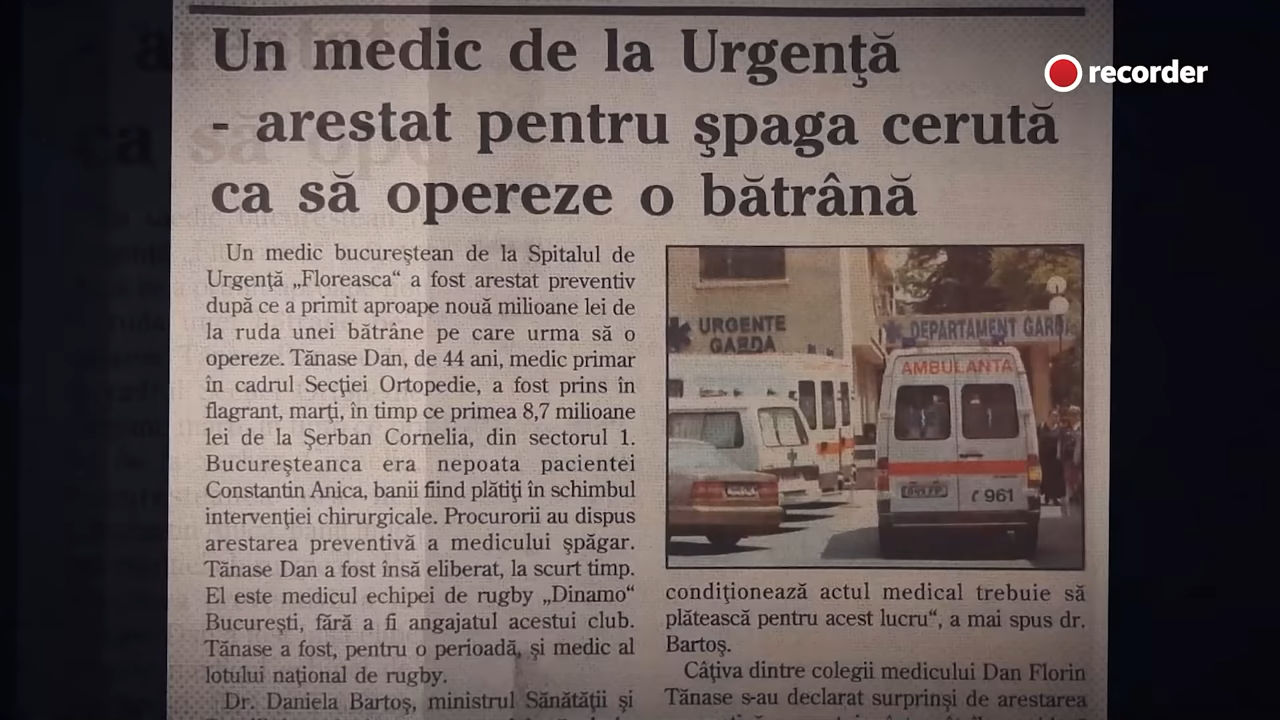 Un medic de la Urgenţă
- arestat pentru şpaga cerută
ca să opereze o bătrână
recorder
Un medic bucureştean de la Spitalul de
Urgenţă „Floreasca“ a fost arestat preventiv
după ce a primit aproape nouă milioane lei de
la ruda unei bătrâne pe care urma să o
opereze. Tănase Dan, de 44 ani, medic primar
în cadrul Secţiei Ortopedie, a fost prins în
flagrant, marţi, în timp ce primea 8,7 milioane
lei de la Şerban Cornelia, din sectorul 1.
Bucureşteanca era nepoata pacientei
Constantin Anica, banii fiind plătiţi în schimbul
intervenţiei chirurgicale. Procurorii au dispus
arestarea preventivă a medicului şpăgar.
Tănase Dan a fost însă eliberat, la scurt timp.
El este medicul echipei de rugby „Dinamo“
Bucureşti, fără a fi angajatul acestui club.
Tănase a fost, pentru o perioadă, şi medic al
lotului naţional de rugby.
Dr. Daniela Bartoş, ministrul Sănătăţii şi
URGENTE
GARDA
DEPARTAMENT GARDA
AMBULANTA
961
condiţionează actul medical trebuie să
plătească pentru acest lucru“, a mai spus dr.
Bartoş.
Câţiva dintre colegii medicului Dan Florin
Tănase s-au declarat surprinşi de arestarea